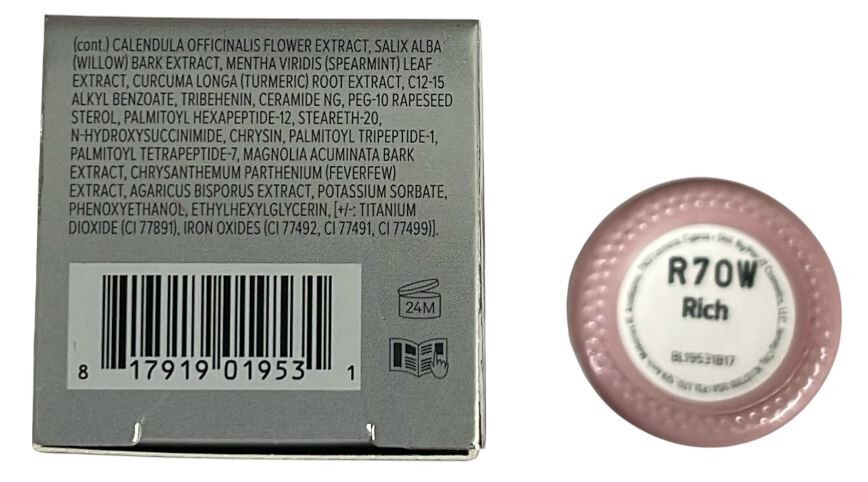 (cont.) CALENDULA OFFICINALIS FLOWER EXTRACT, SALIX ALBA
(WILLOW) BARK EXTRACT, MENTHA VIRIDIS (SPEARMINT) LEAF
EXTRACT, CURCUMA LONGA (TURMERIC) ROOT EXTRACT, C12-15
ALKYL BENZOATE, TRIBEHENIN, CERAMIDE NG, PEG-10 RAPESEED
STEROL, PALMITOYL HEXAPEPTIDE-12, STEARETH-20,
N-HYDROXYSUCCINIMIDE, CHRYSIN, PALMITOYL TRIPEPTIDE-1,
PALMITOYL TETRAPEPTIDE-7, MAGNOLIA ACUMINATA BARK
EXTRACT, CHRYSANTHEMUM PARTHENIUM (FEVERFEW)
EXTRACT, AGARICUS BISPORUS EXTRACT, POTASSIUM SORBATE,
PHENOXYETHANOL, ETHYLHEXYLGLYCERIN, [+/-: TITANIUM
DIOXIDE (CI 77891), IRON OXIDES (CI 77492, CI 77491, CI 77499)].
24M
8 17919 01953 1
R70W
Rich